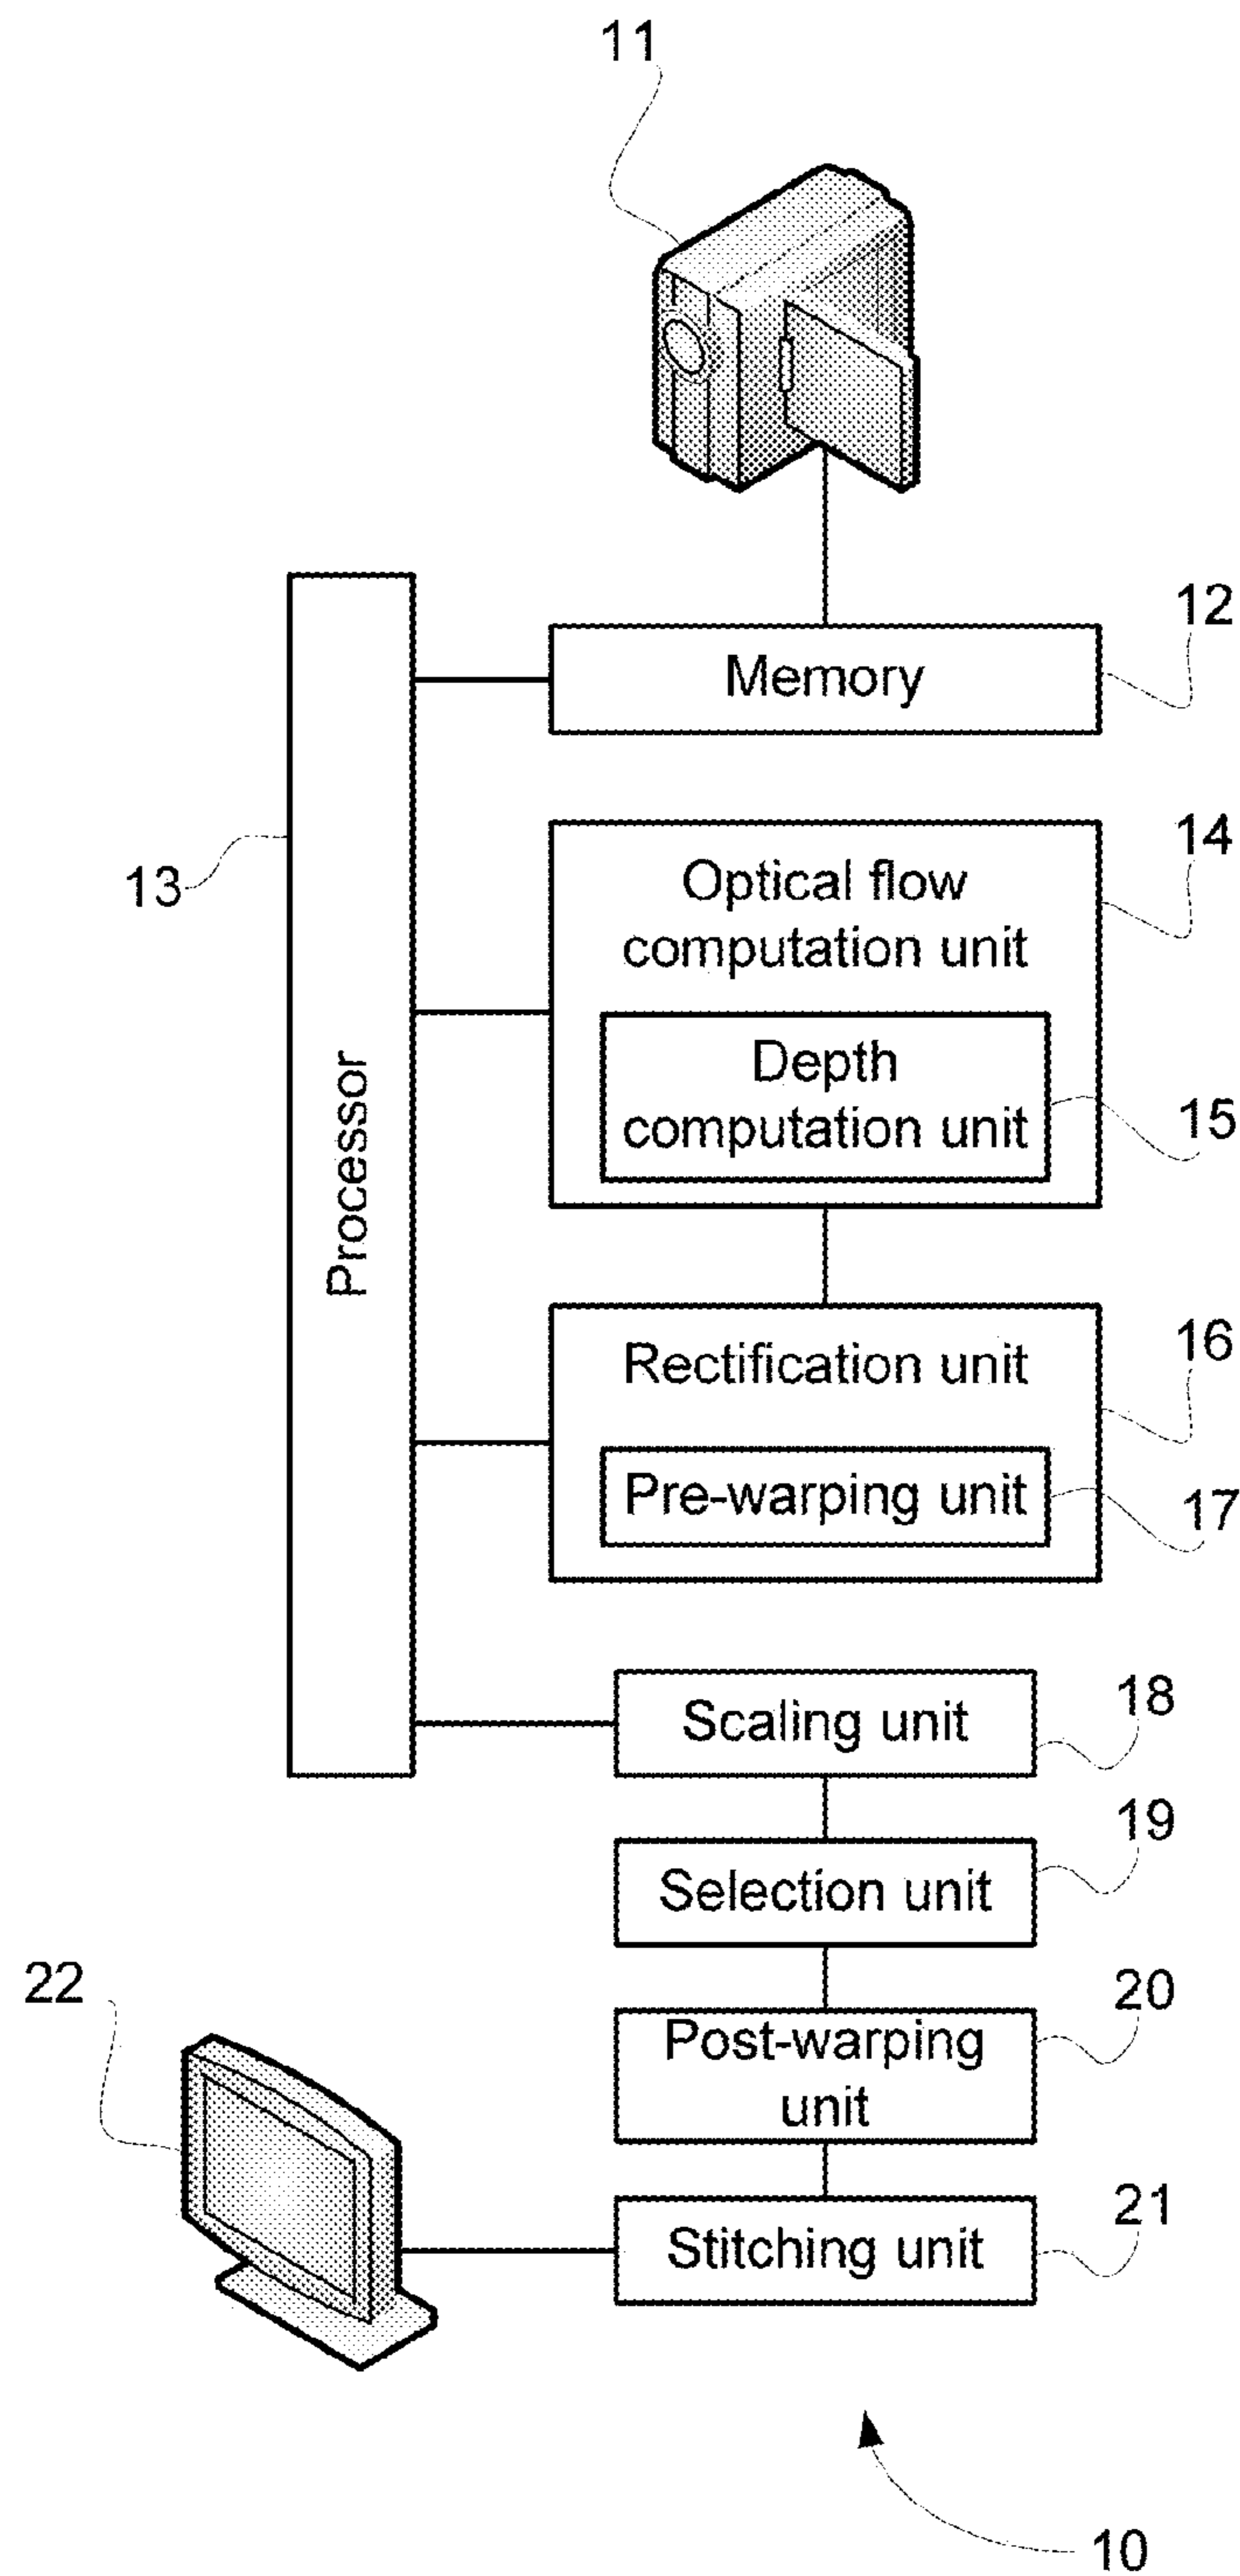 11
12
Memory
13
14
Optical flow
computation unit
Depth
computation unit
15
Processor
16
Rectification unit
Pre-warping unit
17
18
Scaling unit
19
Selection unit
20
22
Post-warping
unit
21
Stitching unit
10